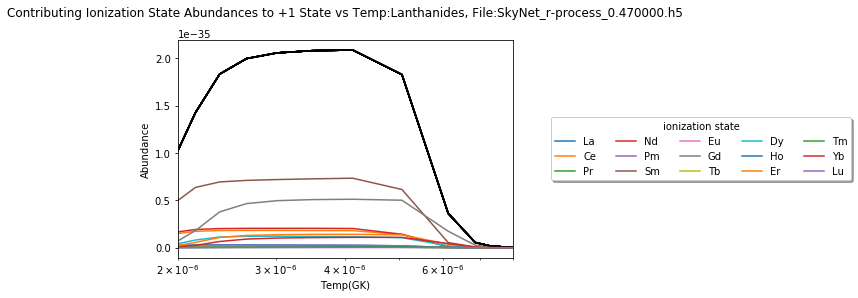 Contributing Ionization State Abundances to +1 State vs Temp:Lanthanides, File:SkyNet_r-process_0.470000.h5
1e−35
2.0
1.5
1.0
0.5
0.0
Abundance
2 × 10⁻⁶
3 × 10⁻⁶
4 × 10⁻⁶
6 × 10⁻⁶
Temp(GK)
ionization state
La Nd Eu Dy Tm
Ce Pm Gd Ho Yb
Pr Sm Tb Er Lu